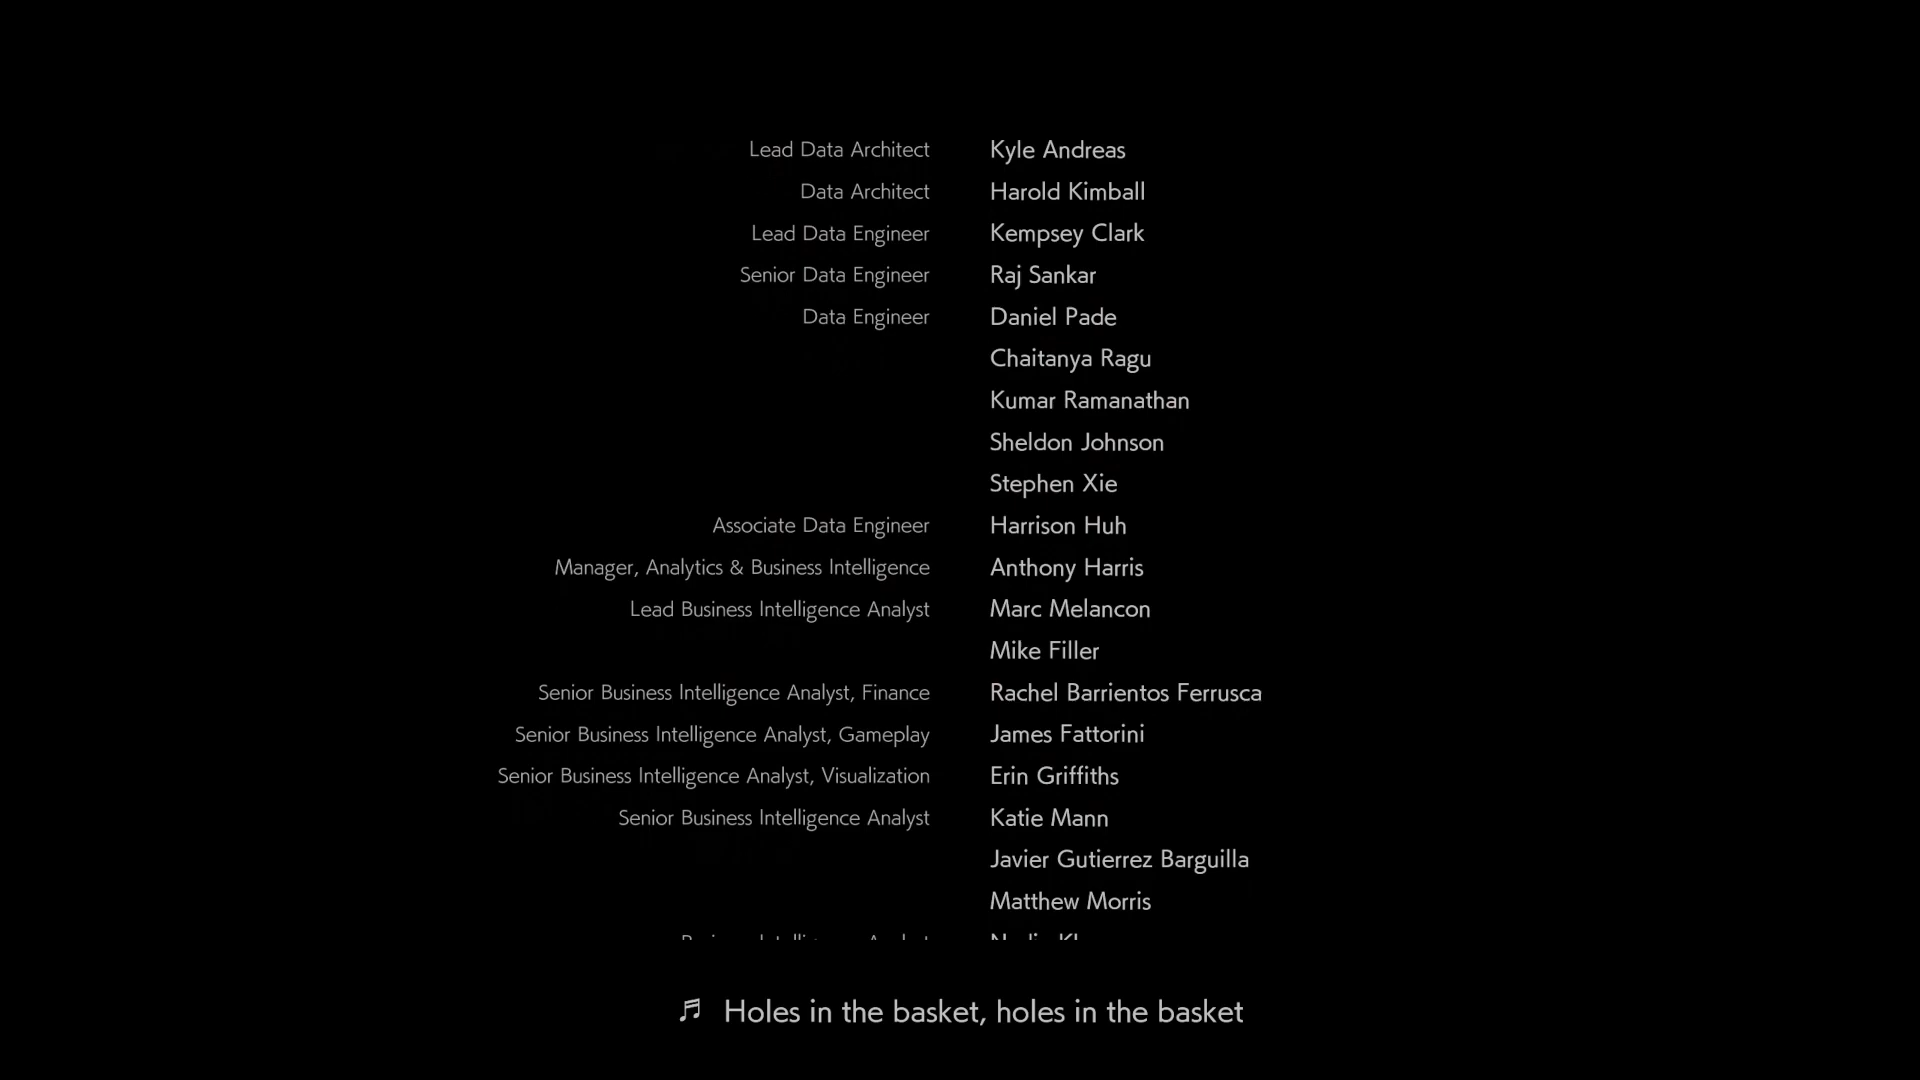 Lead Data Architect Kyle Andreas
Data Architect Harold Kimball
Lead Data Engineer Kempsey Clark
Senior Data Engineer Raj Sankar
Data Engineer Daniel Pade
Chaitanya Ragu
Kumar Ramanathan
Sheldon Johnson
Stephen Xie
Associate Data Engineer Harrison Huh
Manager, Analytics & Business Intelligence Anthony Harris
Lead Business Intelligence Analyst Marc Melancon
Mike Filler
Senior Business Intelligence Analyst, Finance Rachel Barrientos Ferrusca
Senior Business Intelligence Analyst, Gameplay James Fattorini
Senior Business Intelligence Analyst, Visualization Erin Griffiths
Senior Business Intelligence Analyst Katie Mann
Javier Gutierrez Barguilla
Matthew Morris
Business Intelligence Analyst
♬ Holes in the basket, holes in the basket